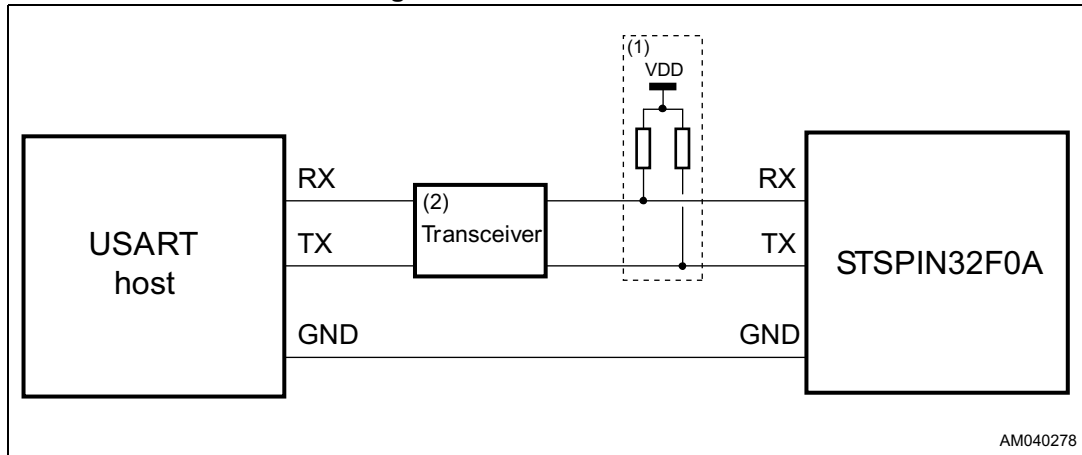 (1)
VDD
RX
RX
(2)
Transceiver
TX
TX
USART
host
STSPIN32F0A
GND
GND
AM040278